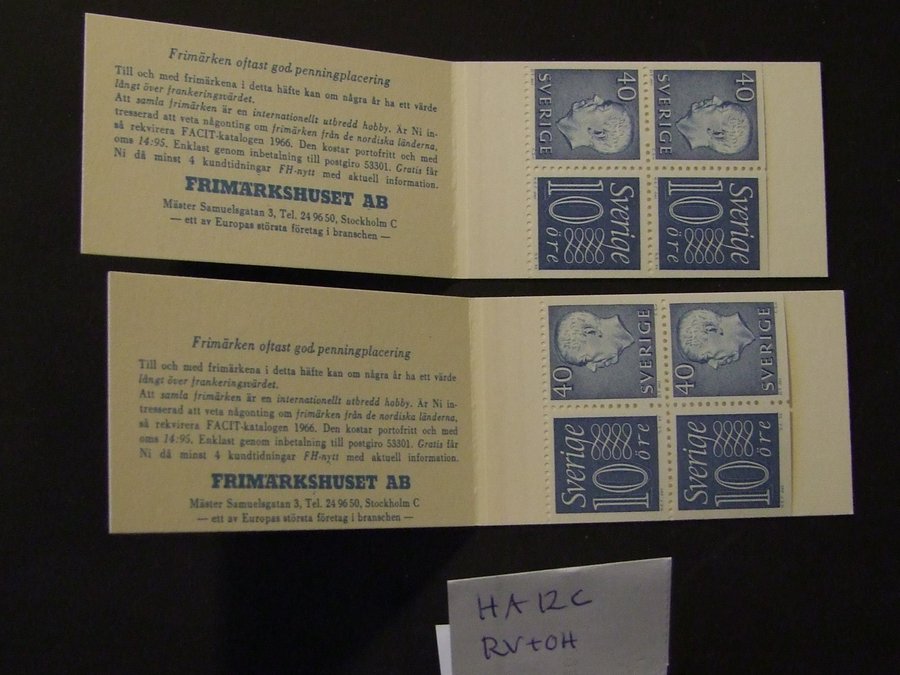 Frimärken oftast god penningplacering
Till och med frimärkena i detta häfte kan om några år ha ett värde
långt över frankeringsvärdet.
Att samla frimärken är en internationellt utbredd hobby. Är Ni in-
tresserad att veta någonting om frimärken från de nordiska länderna,
så rekvirera FACIT-katalogen 1966. Den kostar portofritt och med
oms 14:95. Enklast genom inbetalning till postgiro 53301. Gratis får
Ni då minst 4 kundtidningar FH-nytt med aktuell information.
FRIMÄRKSHUSET AB
Mäster Samuelsgatan 3, Tel. 24 96 50, Stockholm C
— ett av Europas största företag i branschen —
40 SVERIGE
40 SVERIGE
Sverige 10 öre
Sverige 10 öre
Frimärken oftast god penningplacering
Till och med frimärkena i detta häfte kan om några år ha ett värde
långt över frankeringsvärdet.
Att samla frimärken är en internationellt utbredd hobby. Är Ni in-
tresserad att veta någonting om frimärken från de nordiska länderna,
så rekvirera FACIT-katalogen 1966. Den kostar portofritt och med
oms 14:95. Enklast genom inbetalning till postgiro 53301. Gratis får
Ni då minst 4 kundtidningar FH-nytt med aktuell information.
FRIMÄRKSHUSET AB
Mäster Samuelsgatan 3, Tel. 24 96 50, Stockholm C
— ett av Europas största företag i branschen —
40 SVERIGE
40 SVERIGE
Sverige 10 öre
Sverige 10 öre
HA12C
RV+OH